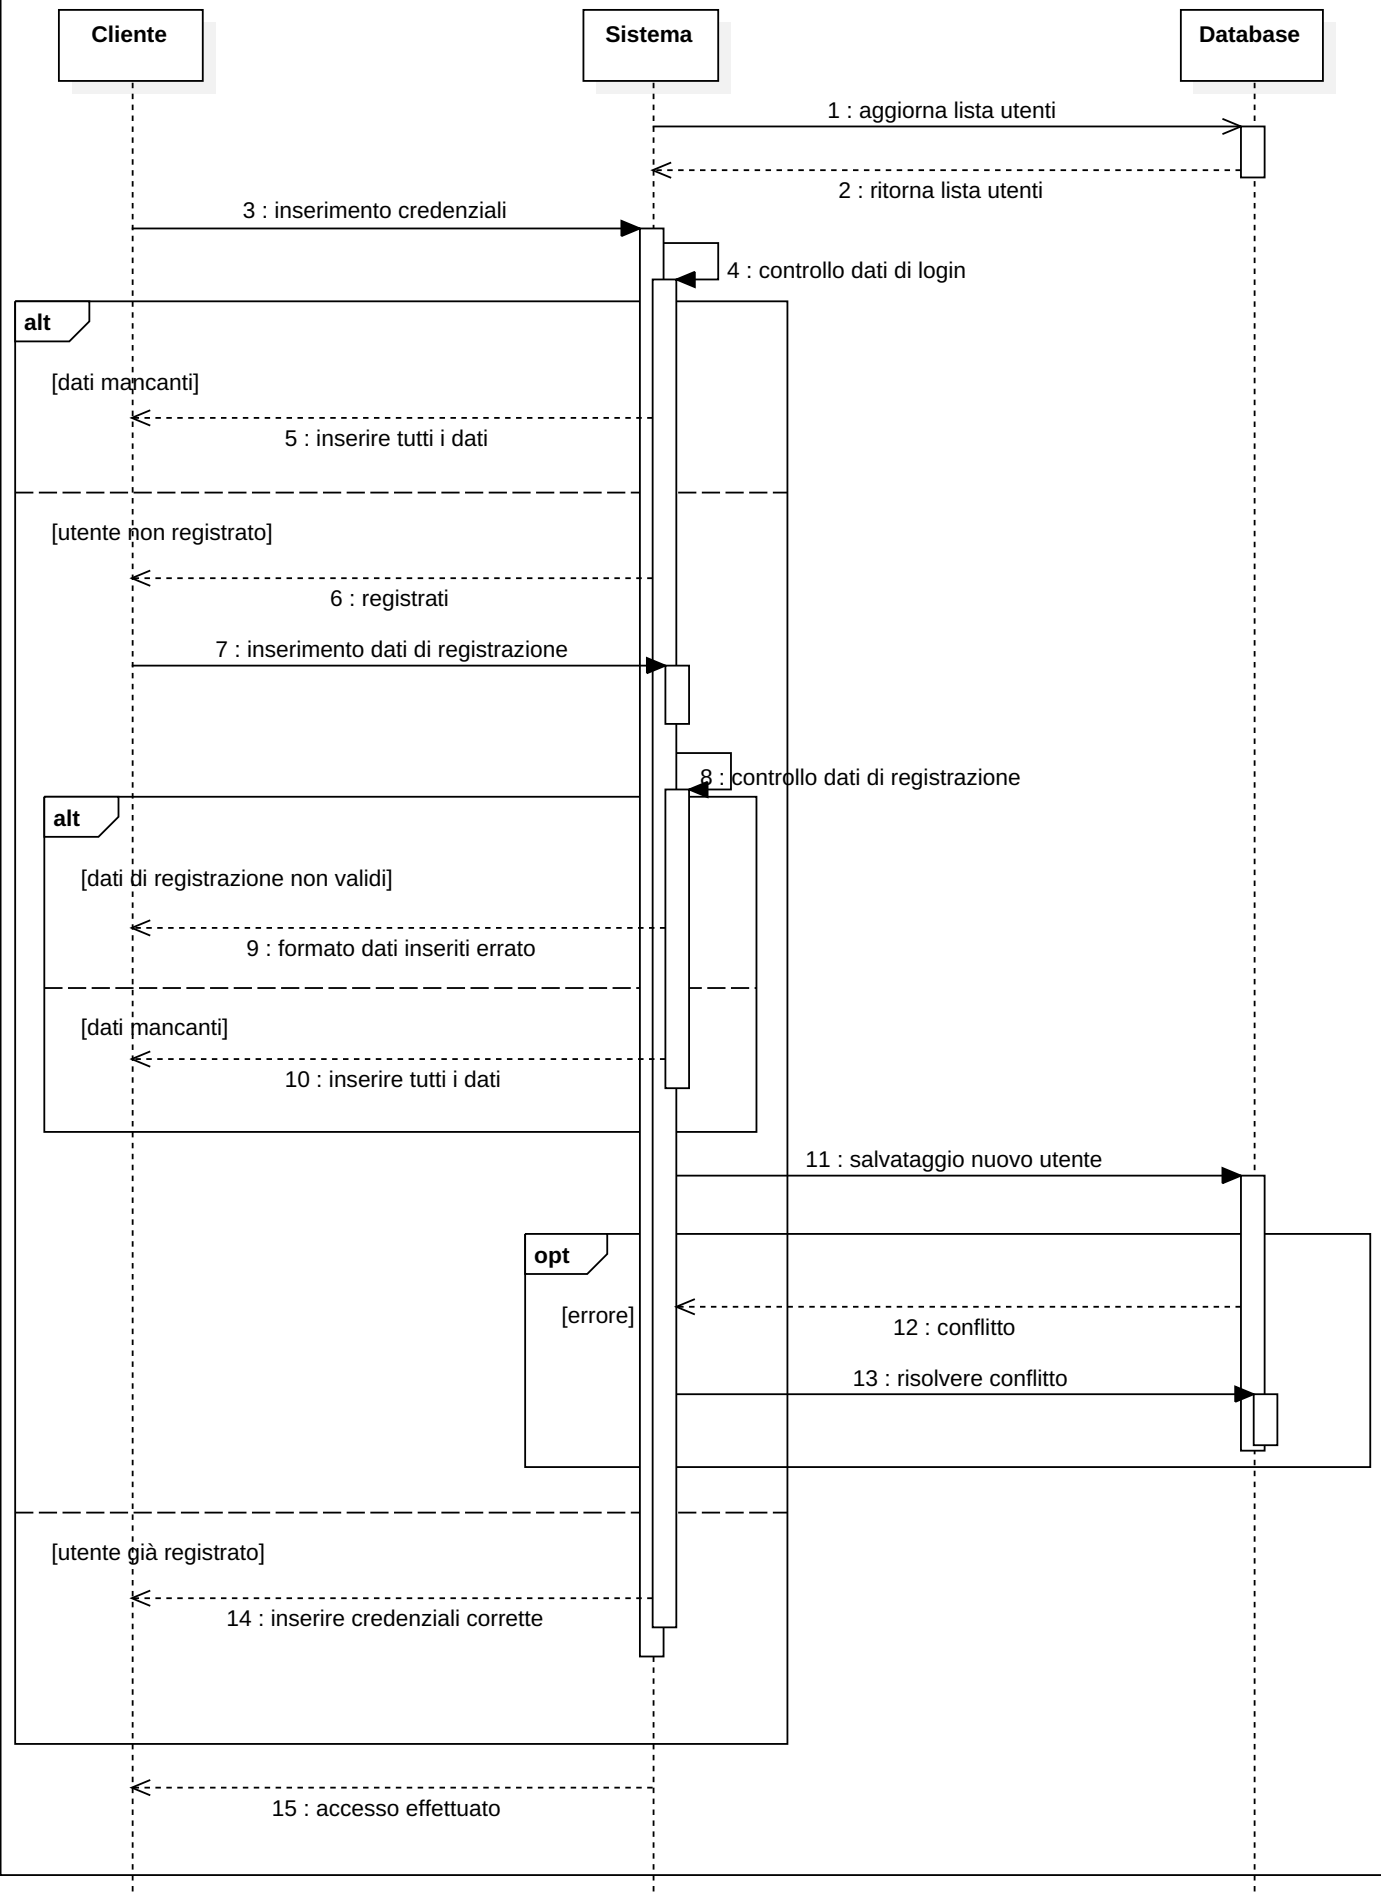 Cliente
Sistema
Database
1 : aggiorna lista utenti
2 : ritorna lista utenti
3 : inserimento credenziali
4 : controllo dati di login
alt
[dati mancanti]
5 : inserire tutti i dati
[utente non registrato]
6 : registrati
7 : inserimento dati di registrazione
8 : controllo dati di registrazione
alt
[dati di registrazione non validi]
9 : formato dati inseriti errato
[dati mancanti]
10 : inserire tutti i dati
11 : salvataggio nuovo utente
opt
[errore]
12 : conflitto
13 : risolvere conflitto
[utente già registrato]
14 : inserire credenziali corrette
15 : accesso effettuato